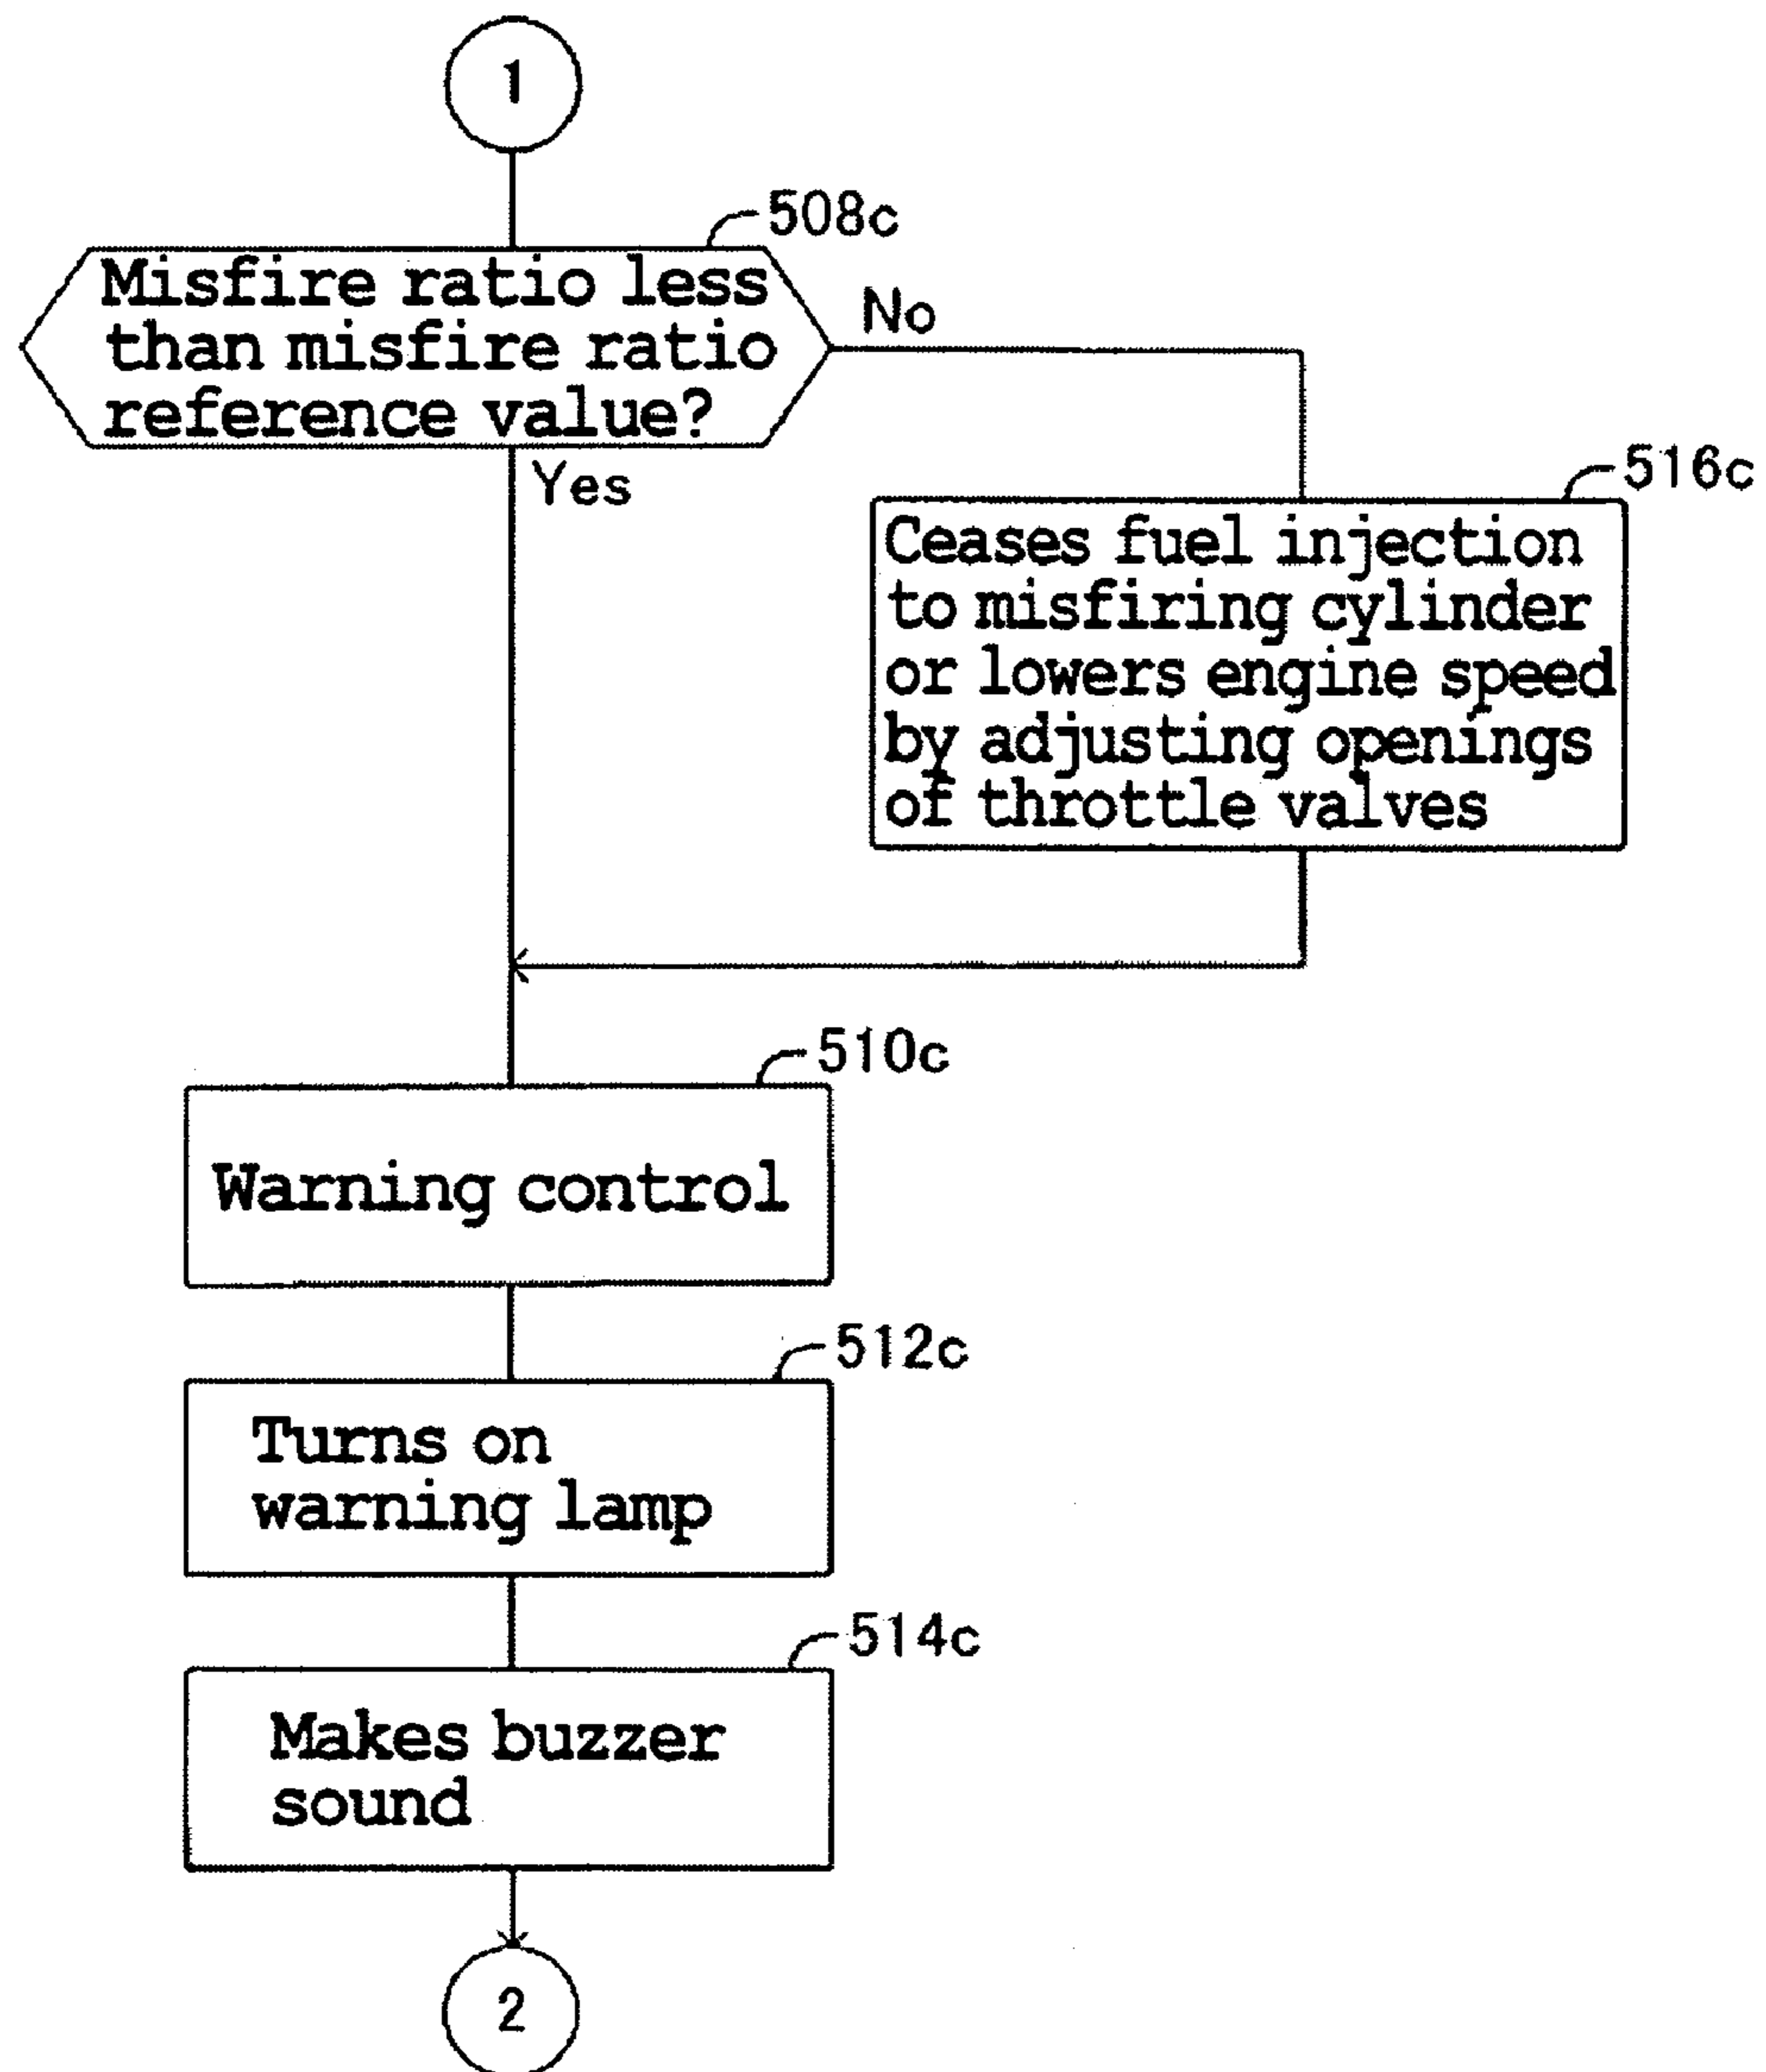 1
508c
Misfire ratio less
than misfire ratio
reference value?
No
Yes
516c
Ceases fuel injection
to misfiring cylinder
or lowers engine speed
by adjusting openings
of throttle valves
510c
Warning control
512c
Turns on
warning lamp
514c
Makes buzzer
sound
2